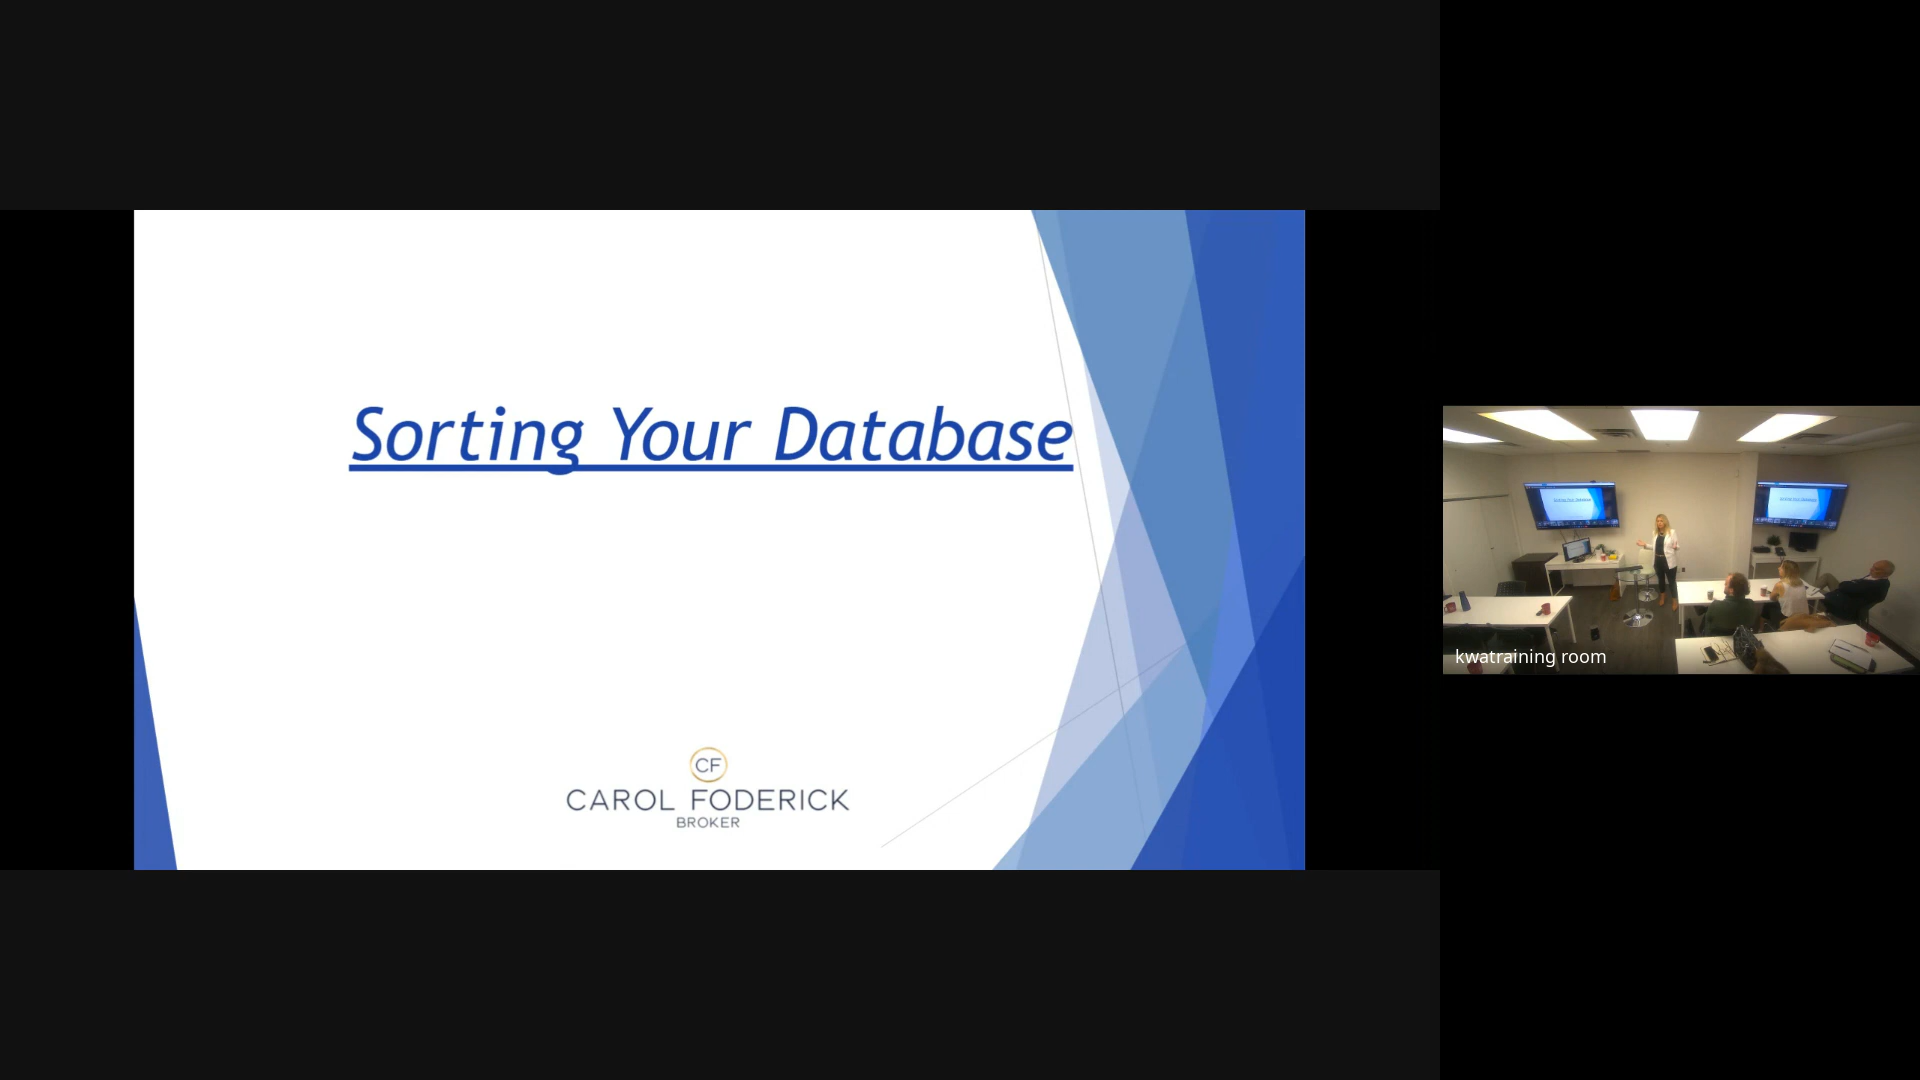 Sorting Your Database
CF
CAROL FODERICK
BROKER
kwatraining room